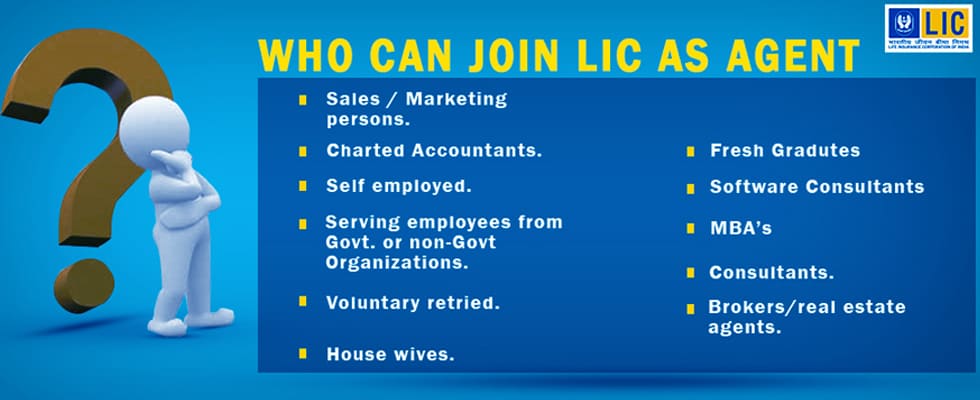 LIC
भारतीय जीवन बीमा निगम
LIFE INSURANCE CORPORATION OF INDIA
WHO CAN JOIN LIC AS AGENT
Sales / Marketing
persons.
Charted Accountants.
Self employed.
Serving employees from
Govt. or non-Govt
Organizations.
Voluntary retried.
House wives.
Fresh Gradutes
Software Consultants
MBA's
Consultants.
Brokers/real estate
agents.